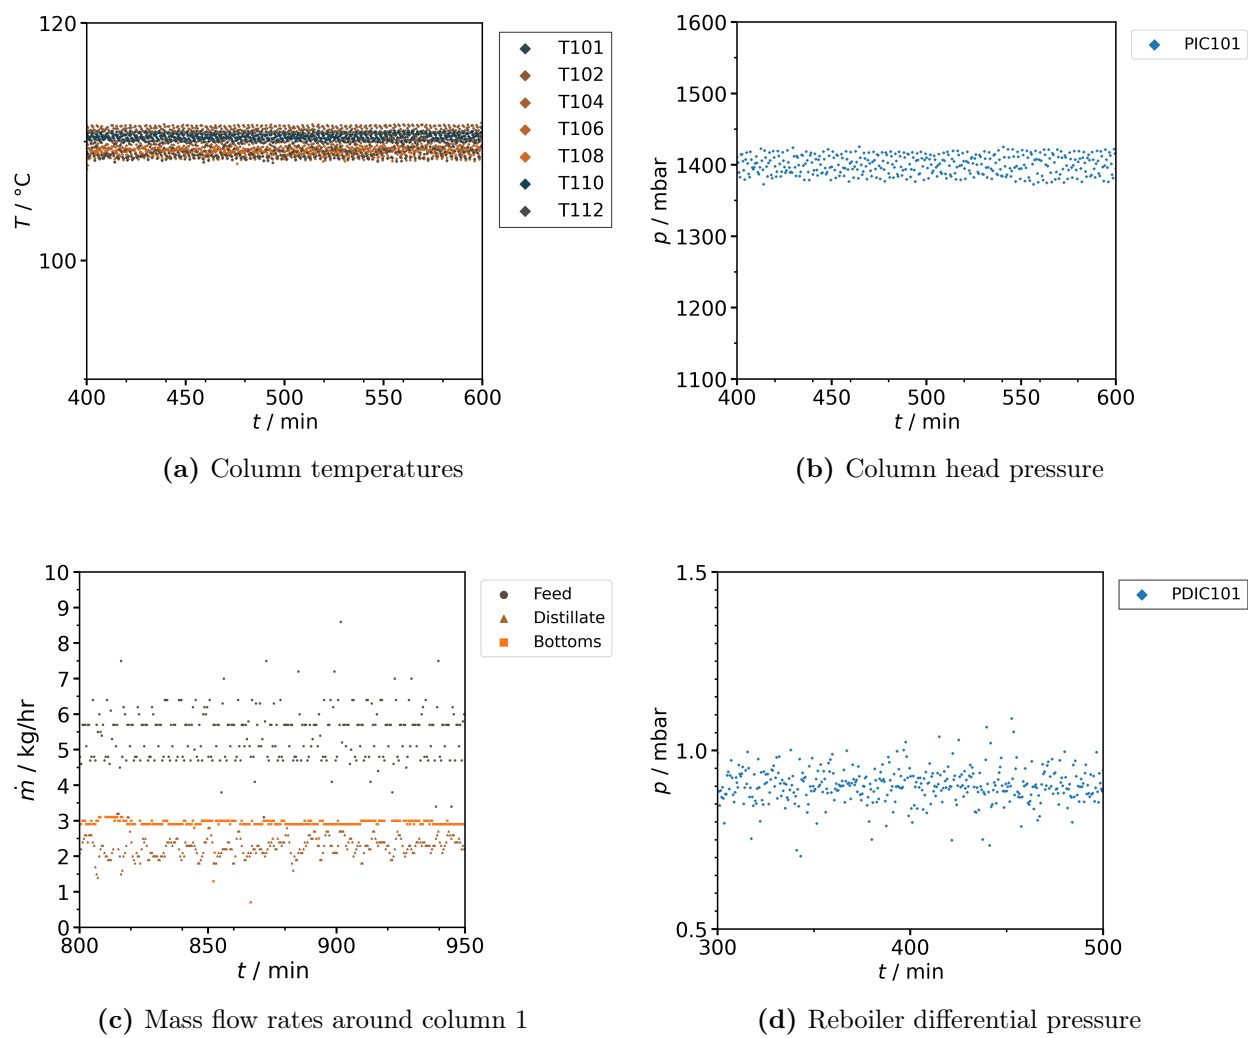 120
100
T / °C
400 450 500 550 600
t / min
T101
T102
T104
T106
T108
T110
T112
(a) Column temperatures
1600
1500
1400
1300
1200
1100
p / mbar
400 450 500 550 600
t / min
PIC101
(b) Column head pressure
10
9
8
7
6
5
4
3
2
1
0
ṁ / kg/hr
800 850 900 950
t / min
Feed
Distillate
Bottoms
(c) Mass flow rates around column 1
1.5
1.0
0.5
p / mbar
300 400 500
t / min
PDIC101
(d) Reboiler differential pressure